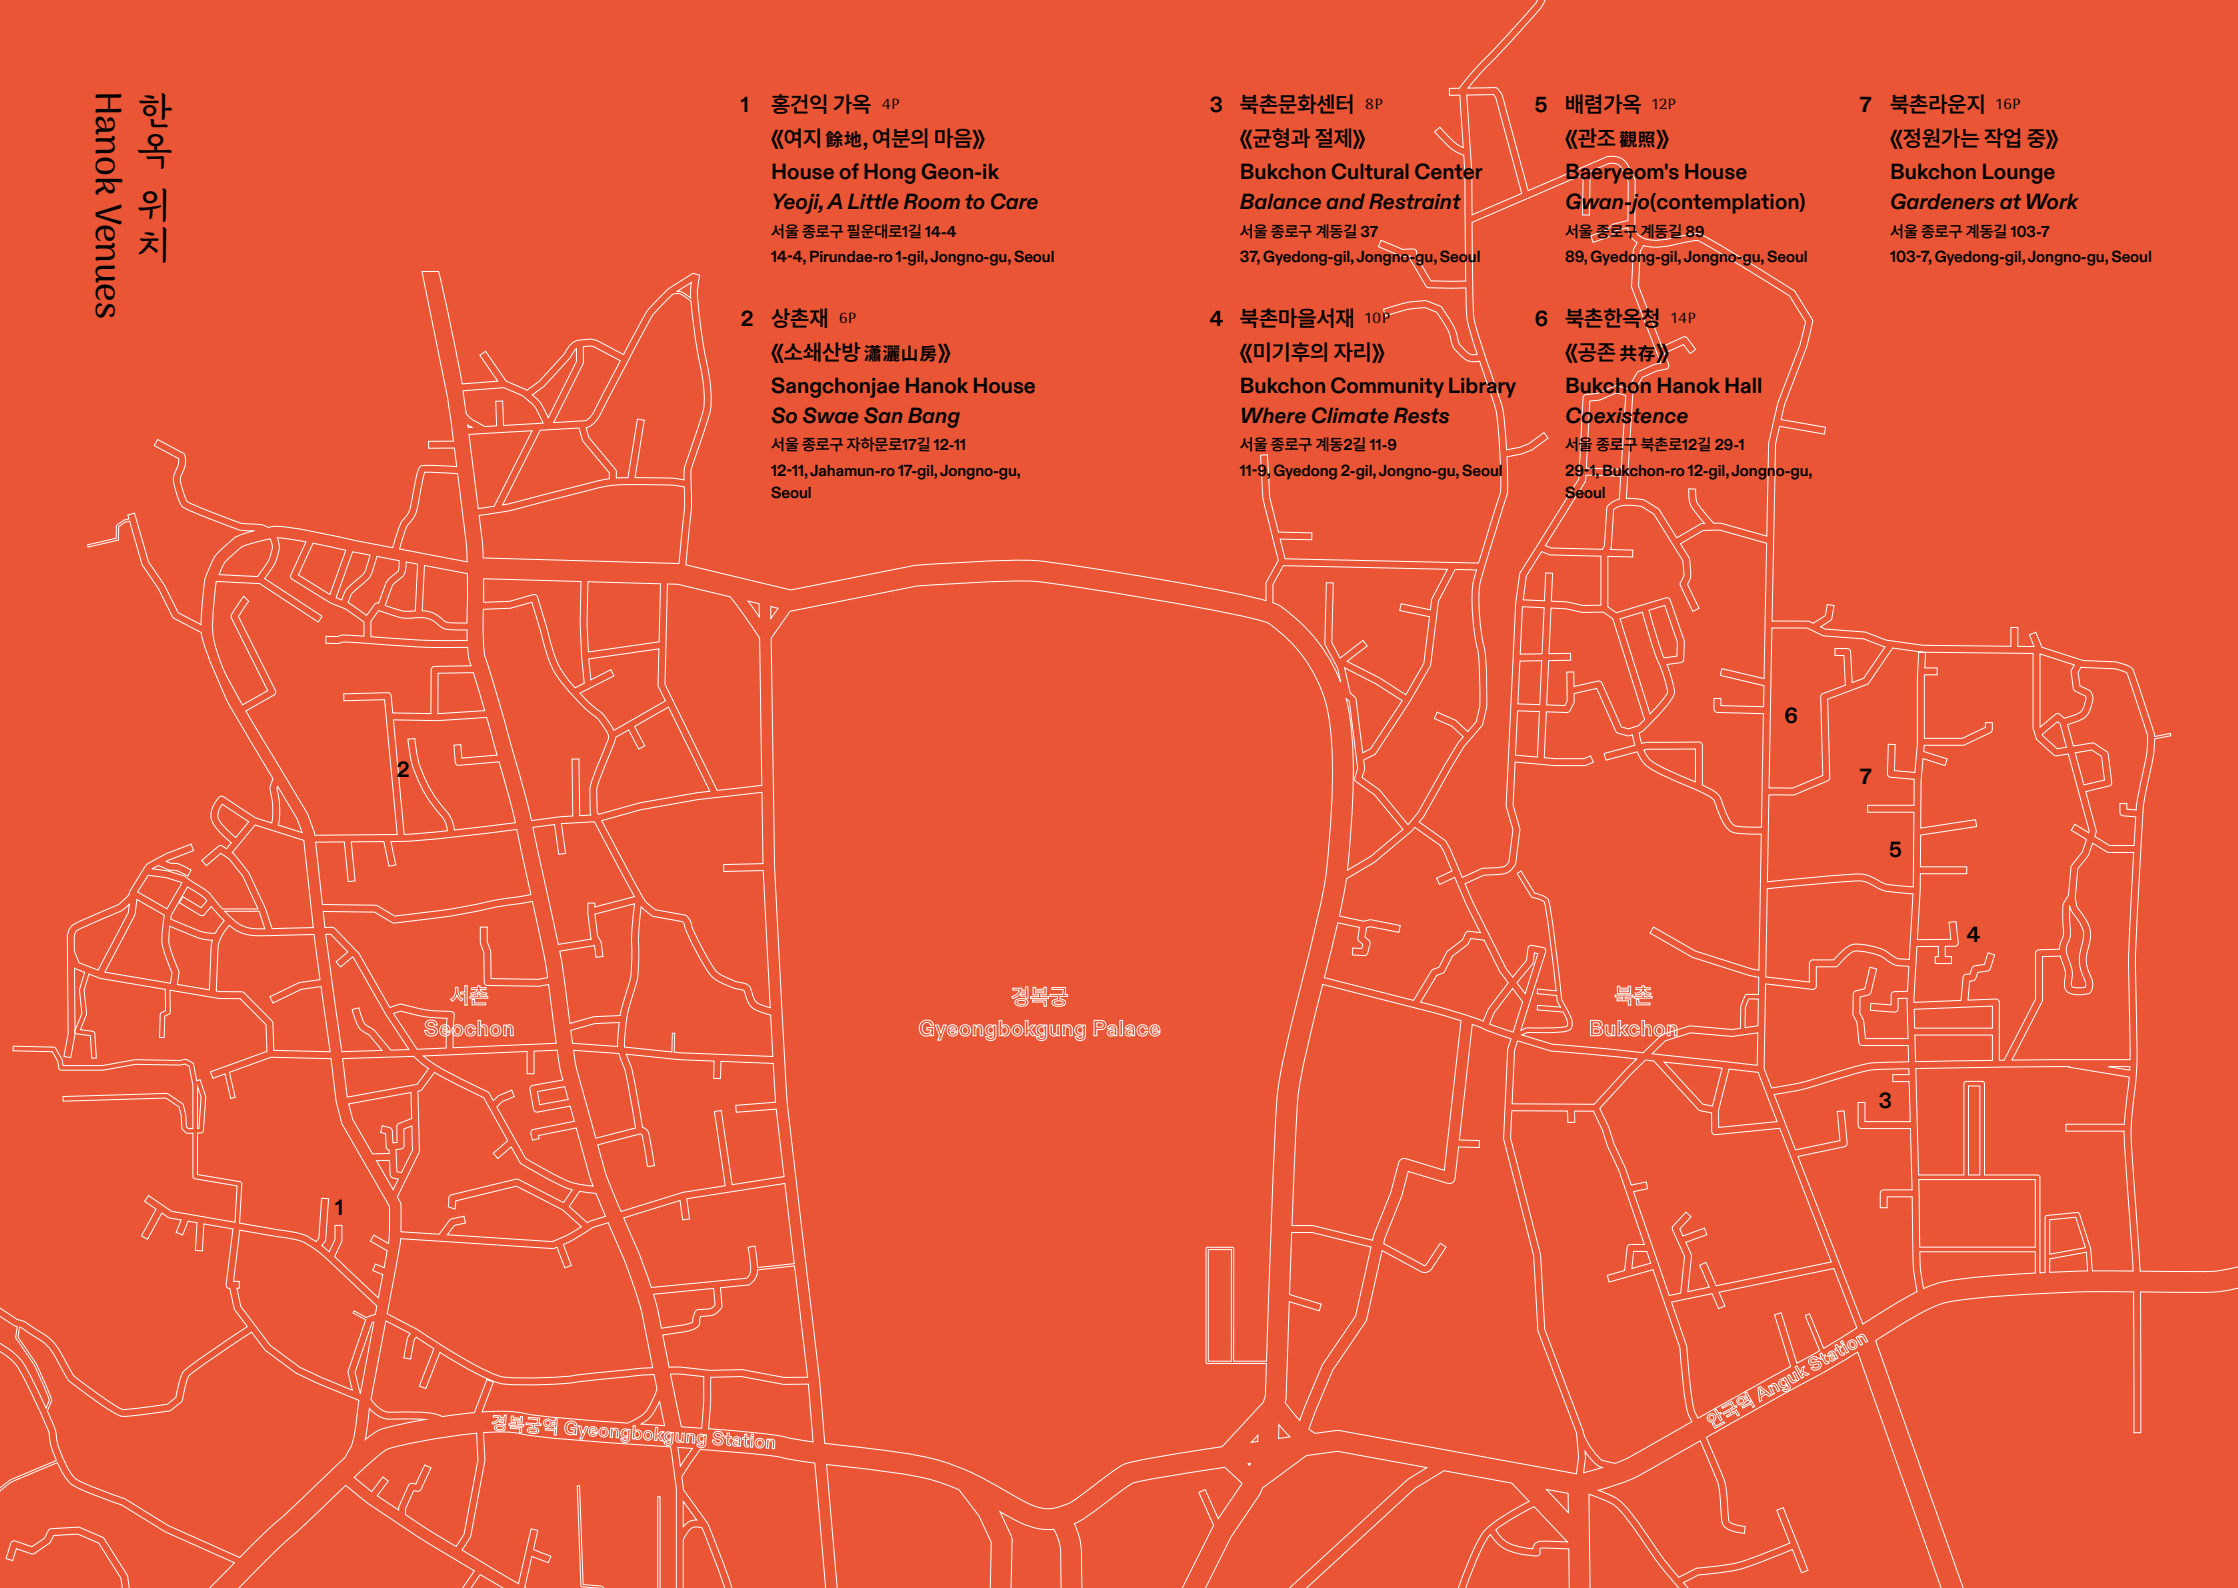 한옥 위치
Hanok Venues
1 홍건익 가옥 4P
《여지 餘地, 여분의 마음》
House of Hong Geon-ik
Yeoji, A Little Room to Care
서울 종로구 필운대로1길 14-4
14-4, Pirundae-ro 1-gil, Jongno-gu, Seoul
2 상촌재 6P
《소쇄산방 瀟灑山房》
Sangchonjae Hanok House
So Swae San Bang
서울 종로구 자하문로17길 12-11
12-11, Jahamun-ro 17-gil, Jongno-gu,
Seoul
3 북촌문화센터 8P
《균형과 절제》
Bukchon Cultural Center
Balance and Restraint
서울 종로구 계동길 37
37, Gyedong-gil, Jongno-gu, Seoul
4 북촌마을서재 10P
《미기후의 자리》
Bukchon Community Library
Where Climate Rests
서울 종로구 계동2길 11-9
11-9, Gyedong 2-gil, Jongno-gu, Seoul
5 배렴가옥 12P
《관조 觀照》
Baeryeom's House
Gwan-jo(contemplation)
서울 종로구 계동길 89
89, Gyedong-gil, Jongno-gu, Seoul
6 북촌한옥청 14P
《공존 共存》
Bukchon Hanok Hall
Coexistence
서울 종로구 북촌로12길 29-1
29-1, Bukchon-ro 12-gil, Jongno-gu,
Seoul
7 북촌라운지 16P
《정원가는 작업 중》
Bukchon Lounge
Gardeners at Work
서울 종로구 계동길 103-7
103-7, Gyedong-gil, Jongno-gu, Seoul
6
2
7
5
4
서촌
Seochon
경복궁
Gyeongbokgung Palace
북촌
Bukchon
3
1
안국역 Anguk Station
경복궁역 Gyeongbokgung Station